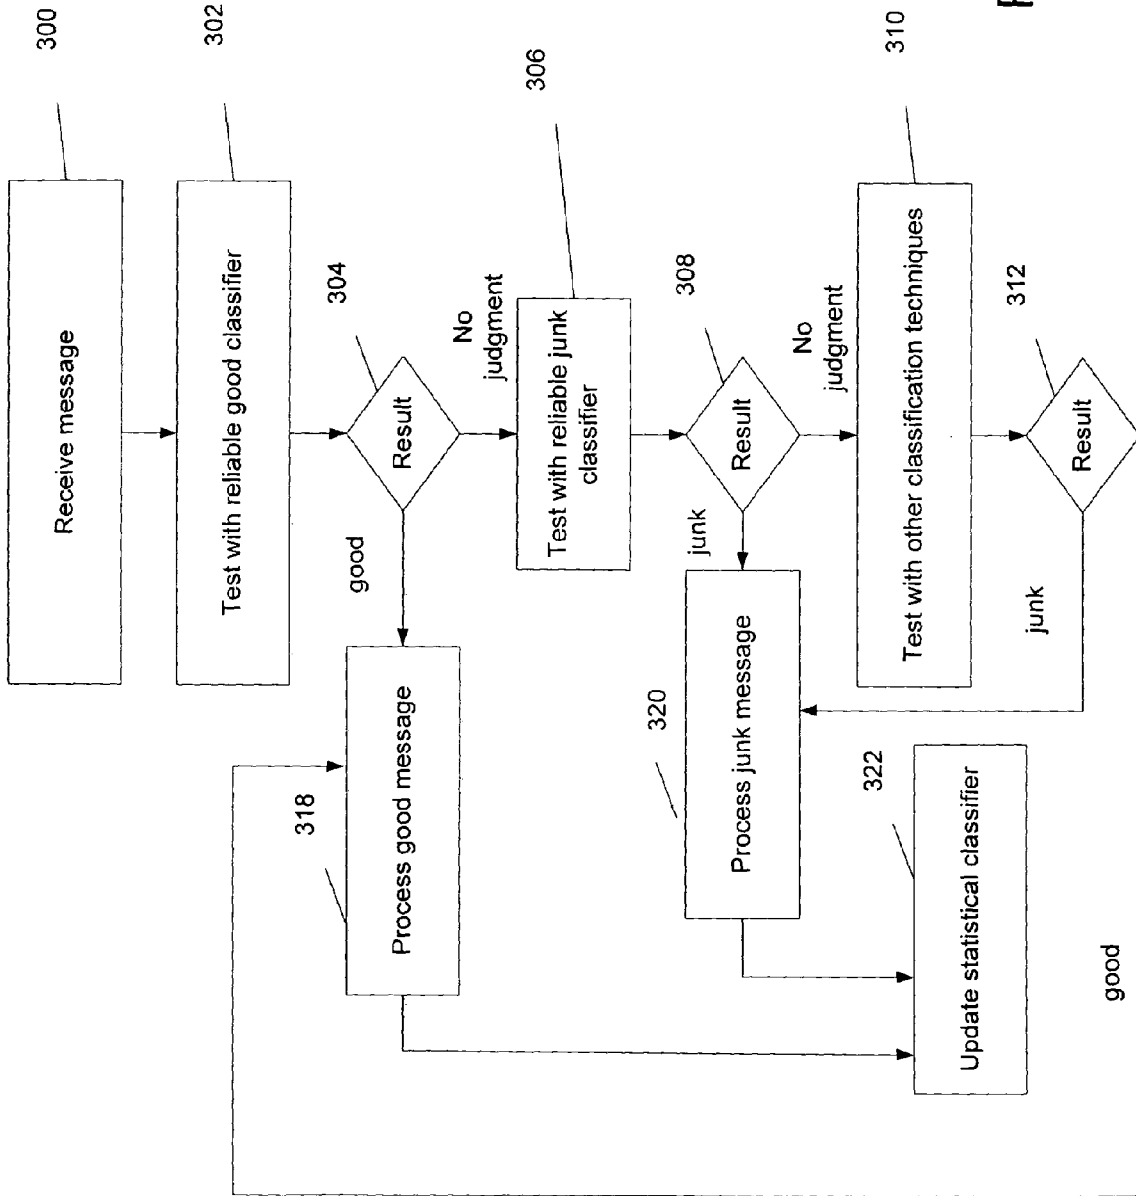 300
Receive message
302
Test with reliable good classifier
304
Result
good
No
judgment
318
Process good message
306
Test with reliable junk
classifier
308
Result
junk
No
judgment
320
Process junk message
310
Test with other classification techniques
312
Result
junk
322
Update statistical classifier
good